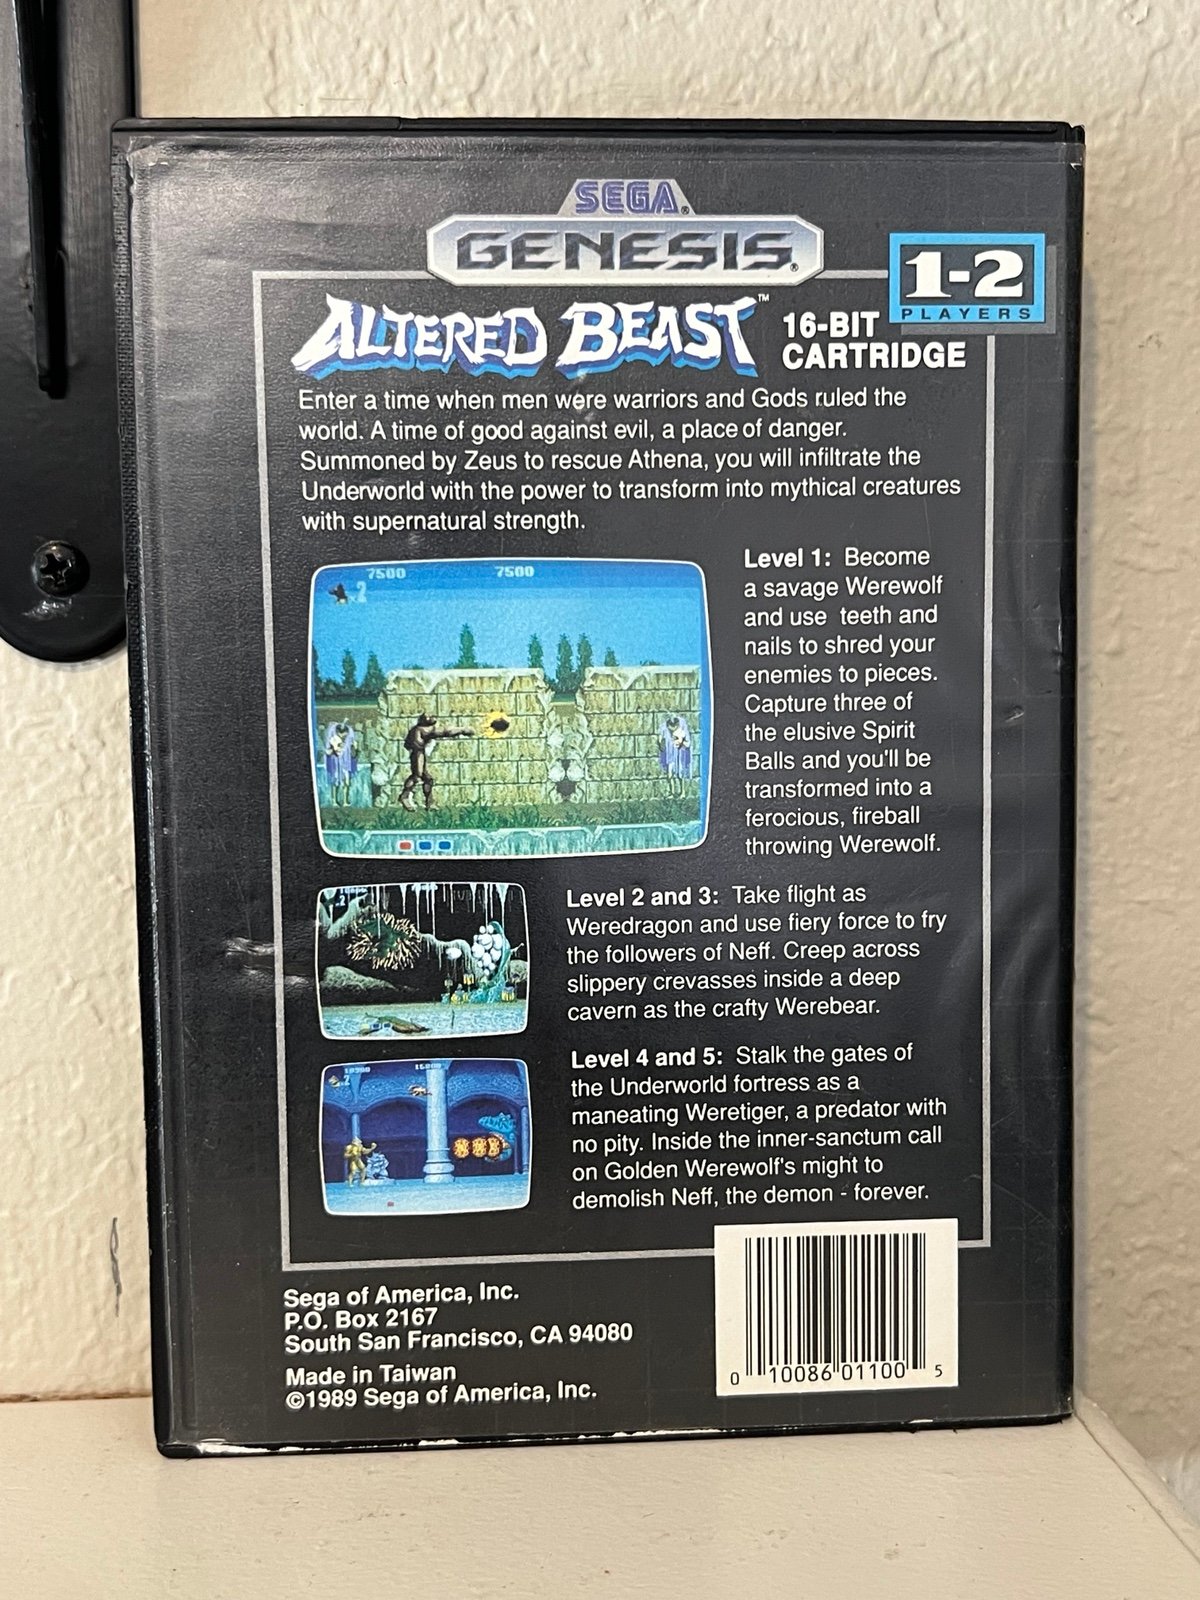 SEGA®
GENESIS®
1-2
PLAYERS
ALTERED BEAST™
16-BIT
CARTRIDGE
Enter a time when men were warriors and Gods ruled the
world. A time of good against evil, a place of danger.
Summoned by Zeus to rescue Athena, you will infiltrate the
Underworld with the power to transform into mythical creatures
with supernatural strength.
7500 7500
2
Level 1: Become
a savage Werewolf
and use teeth and
nails to shred your
enemies to pieces.
Capture three of
the elusive Spirit
Balls and you'll be
transformed into a
ferocious, fireball
throwing Werewolf.
Level 2 and 3: Take flight as
Weredragon and use fiery force to fry
the followers of Neff. Creep across
slippery crevasses inside a deep
cavern as the crafty Werebear.
Level 4 and 5: Stalk the gates of
the Underworld fortress as a
maneating Weretiger, a predator with
no pity. Inside the inner-sanctum call
on Golden Werewolf's might to
demolish Neff, the demon - forever.
Sega of America, Inc.
P.O. Box 2167
South San Francisco, CA 94080
Made in Taiwan
©1989 Sega of America, Inc.
0 10086 01100 5